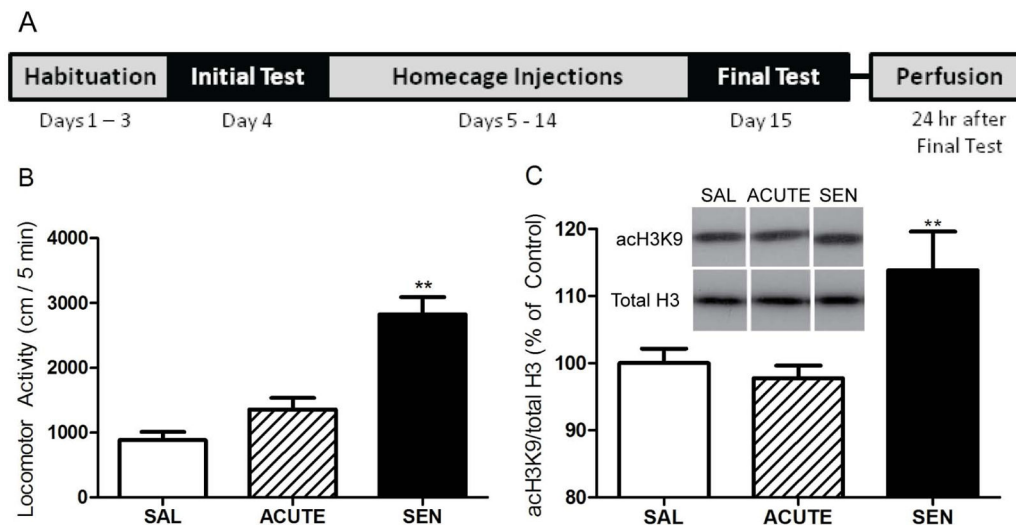 A
Habituation Initial Test Homecage Injections Final Test Perfusion
Days 1 – 3 Day 4 Days 5 - 14 Day 15 24 hr after
Final Test
B
Locomotor Activity (cm / 5 min)
4000
3000
2000
1000
0
**
SAL ACUTE SEN
C
acH3K9/total H3 (% of Control)
120
110
100
90
80
SAL ACUTE SEN
acH3K9
Total H3
**
SAL ACUTE SEN